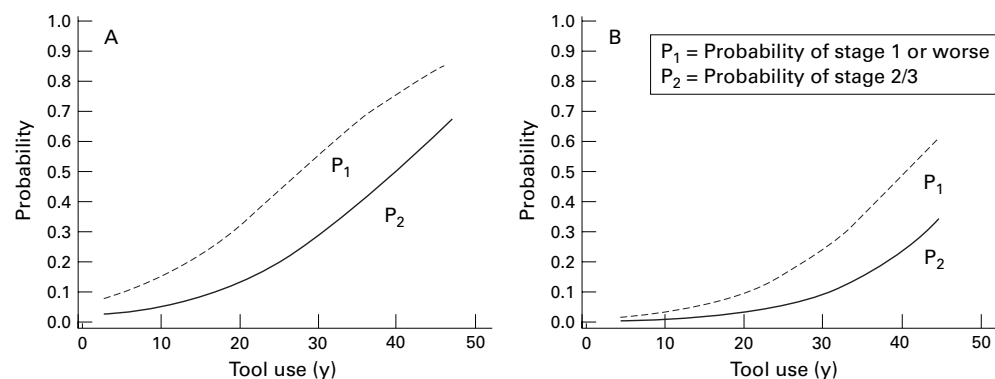 A
1.0
0.9
0.8
0.7
0.6
0.5
0.4
0.3
0.2
0.1
0.0
Probability
P1
P2
0 10 20 30 40 50
Tool use (y)
B
P1 = Probability of stage 1 or worse
P2 = Probability of stage 2/3
1.0
0.9
0.8
0.7
0.6
0.5
0.4
0.3
0.2
0.1
0.0
Probability
P1
P2
0 10 20 30 40 50
Tool use (y)